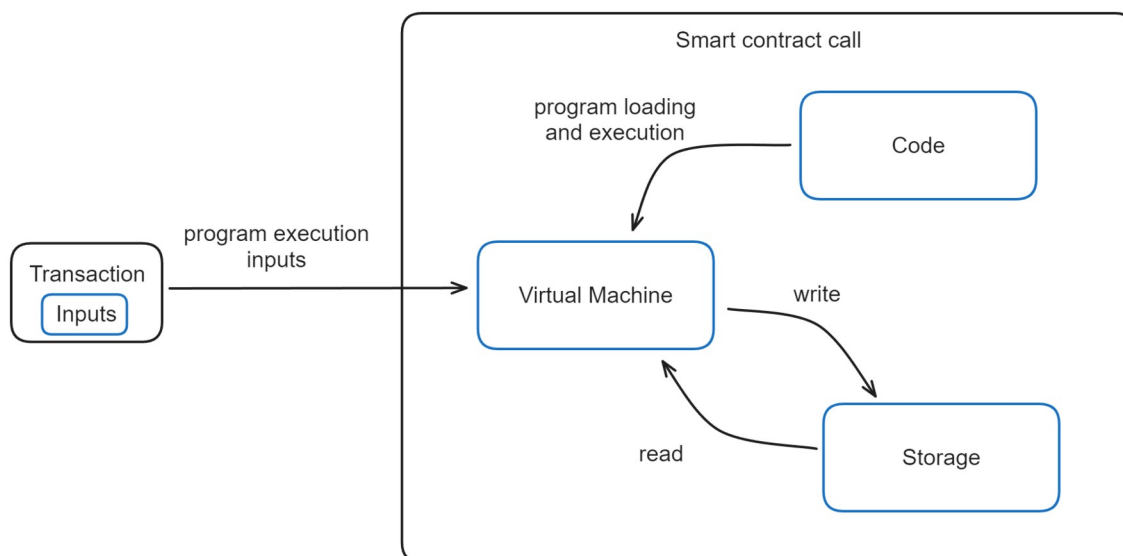 Smart contract call
program loading
and execution
Code
program execution
inputs
Transaction
Inputs
Virtual Machine
write
read
Storage